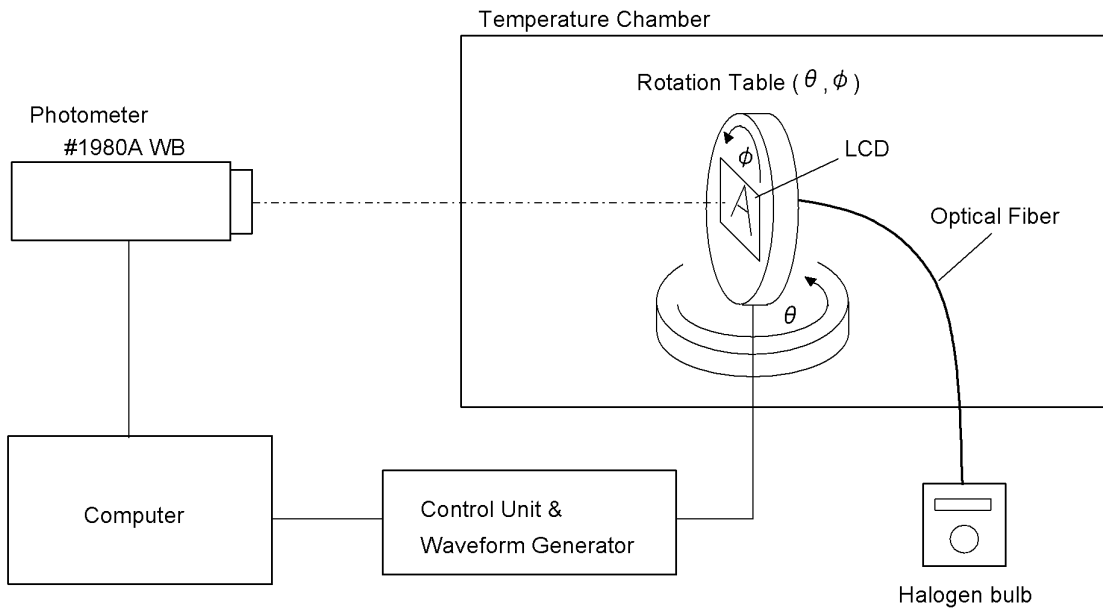 Temperature Chamber
Rotation Table ( θ , φ )
Photometer
#1980A WB
φ
LCD
A
Optical Fiber
θ
Computer
Control Unit &
Waveform Generator
Halogen bulb